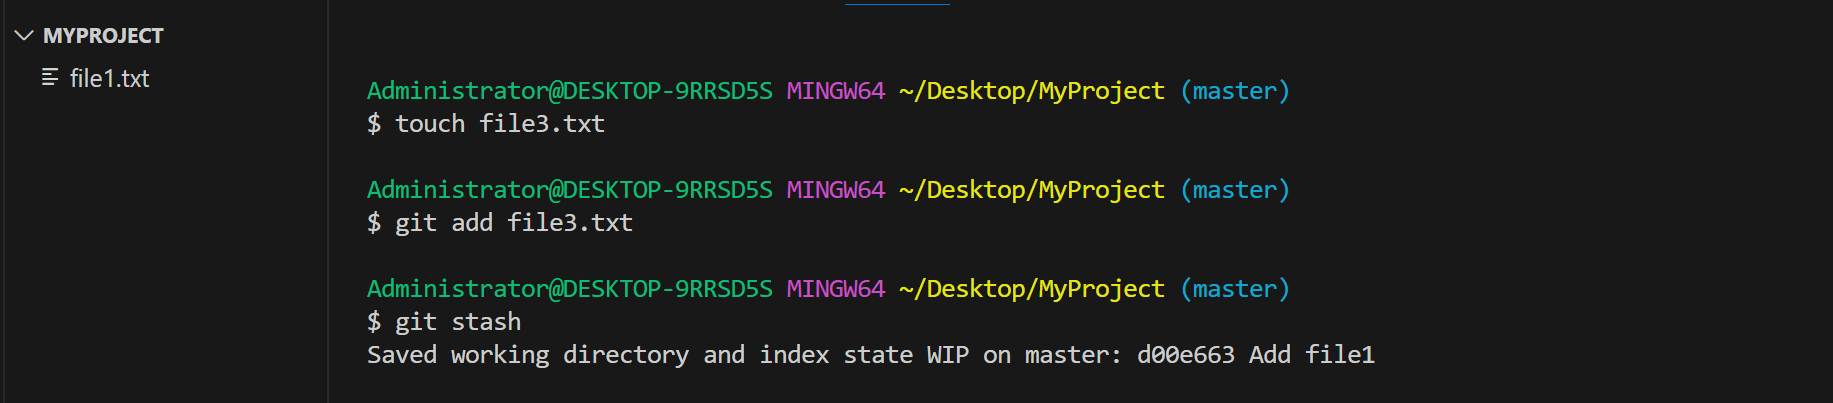 MYPROJECT
file1.txt
Administrator@DESKTOP-9RRSD5S MINGW64 ~/Desktop/MyProject (master)
$ touch file3.txt
Administrator@DESKTOP-9RRSD5S MINGW64 ~/Desktop/MyProject (master)
$ git add file3.txt
Administrator@DESKTOP-9RRSD5S MINGW64 ~/Desktop/MyProject (master)
$ git stash
Saved working directory and index state WIP on master: d00e663 Add file1